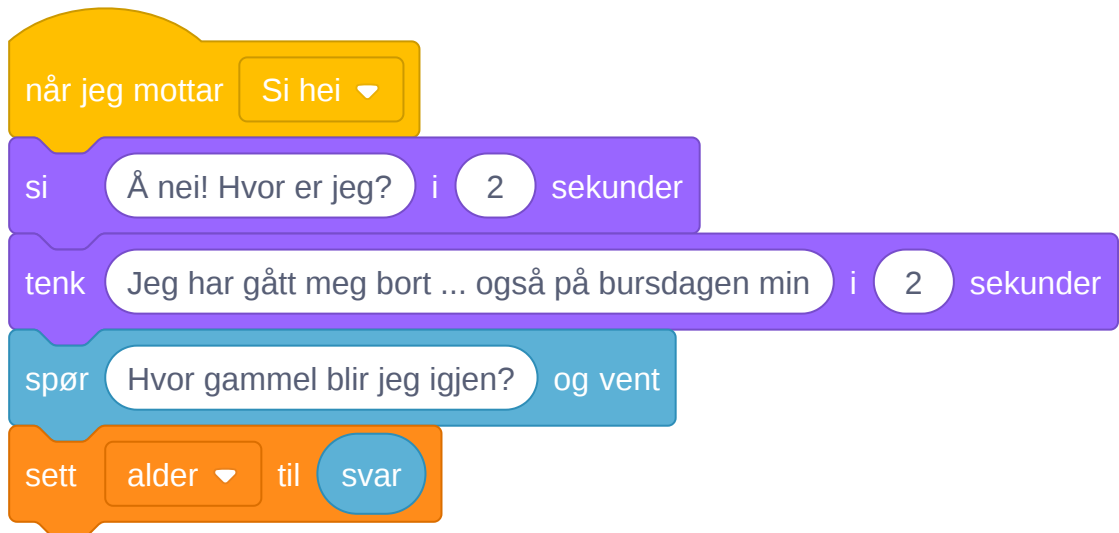 når jeg mottar Si hei
si Å nei! Hvor er jeg? i 2 sekunder
tenk Jeg har gått meg bort ... også på bursdagen min i 2 sekunder
spør Hvor gammel blir jeg igjen? og vent
sett alder til svar